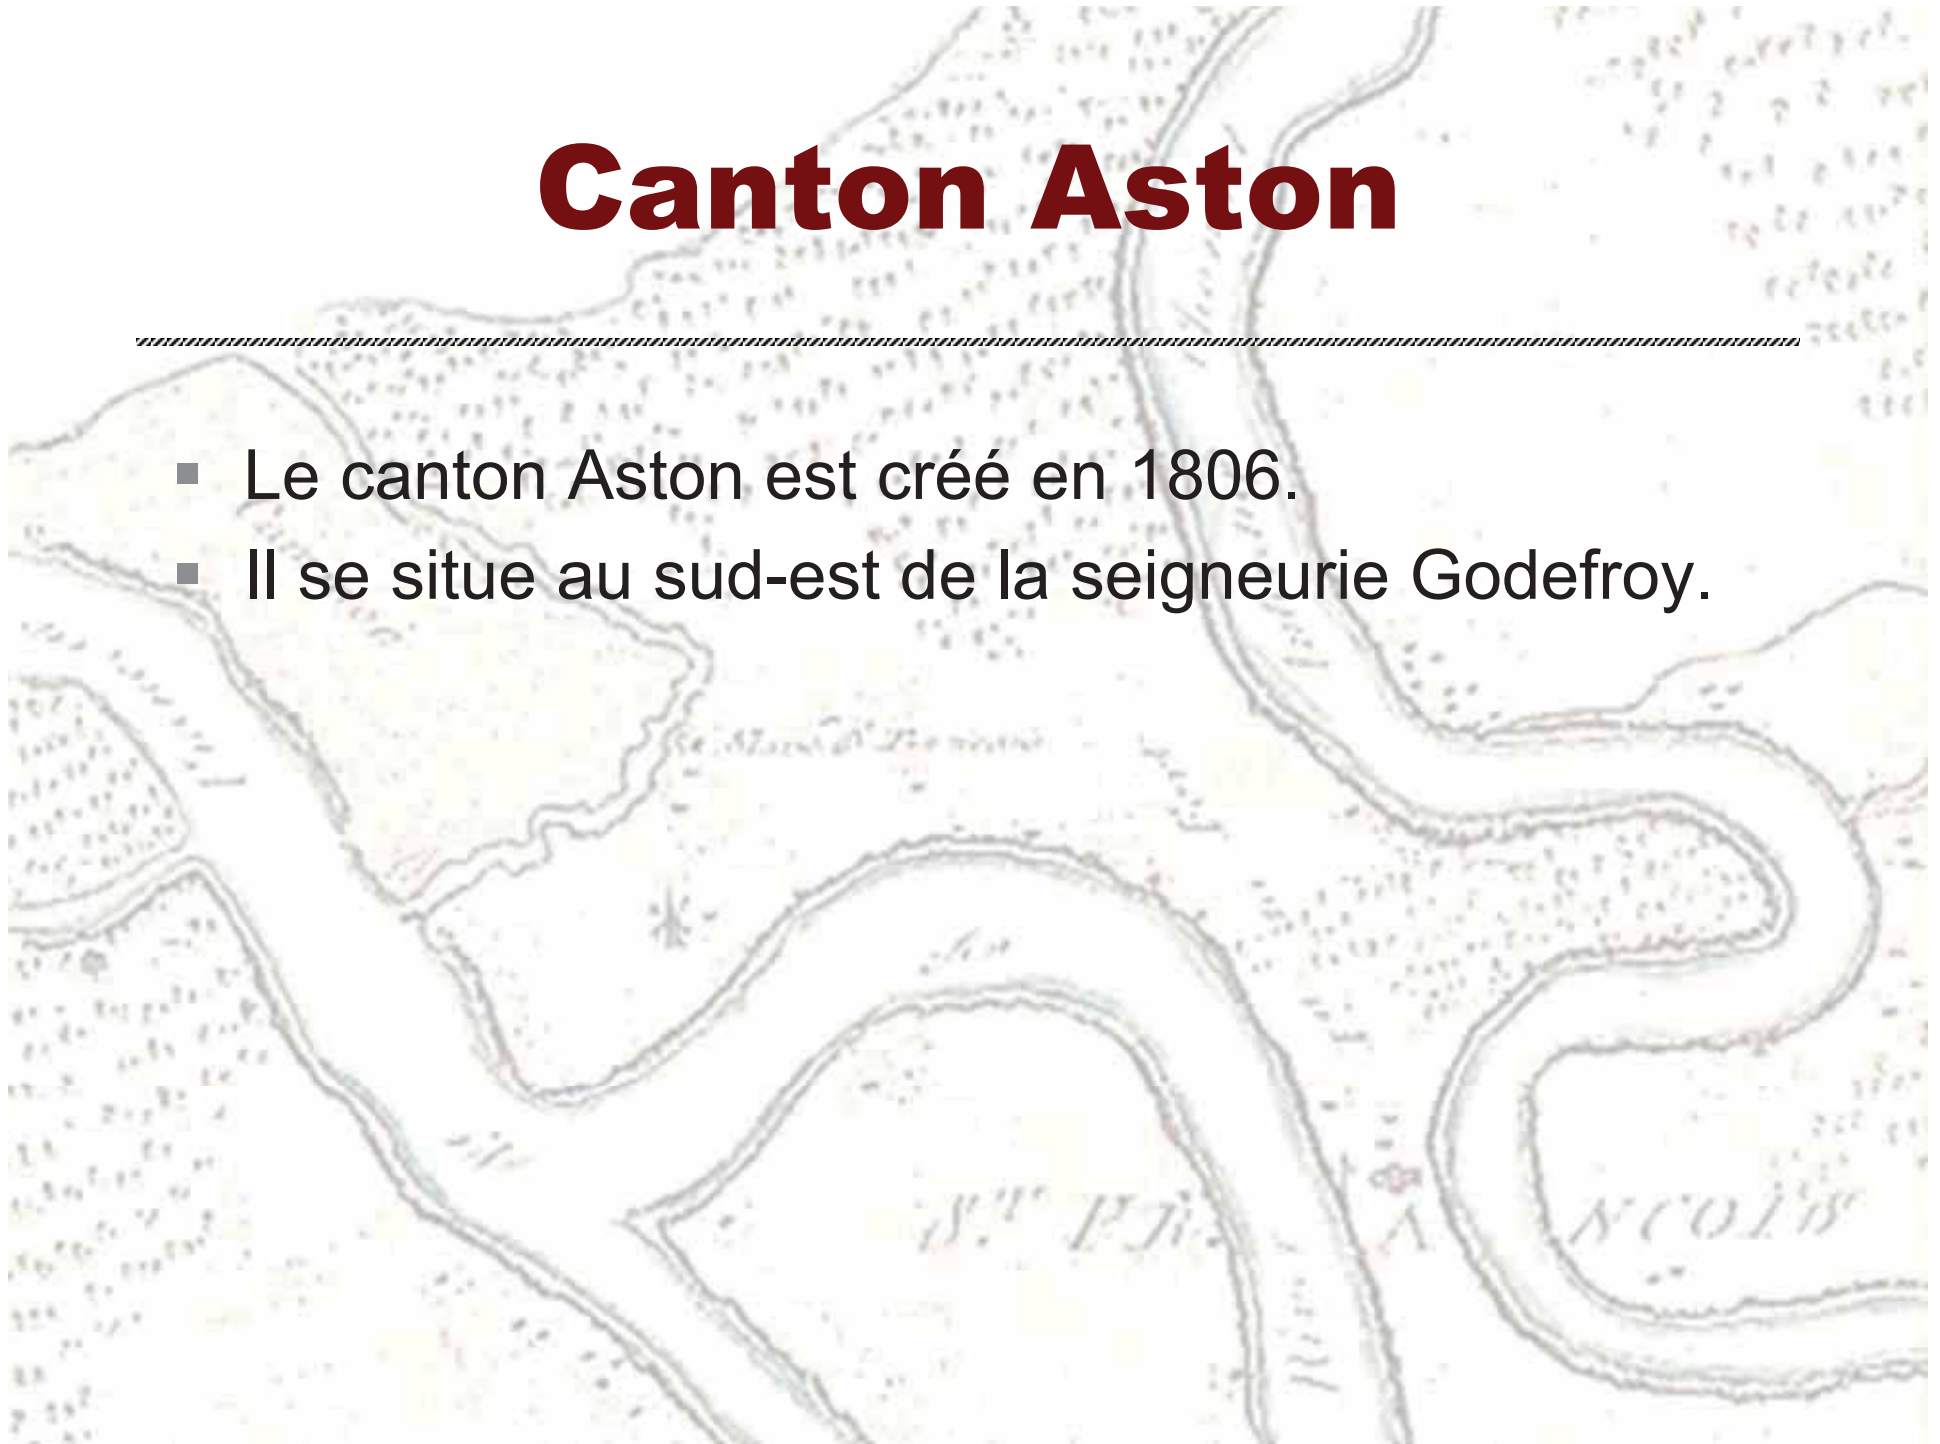 Canton Aston
▪ Le canton Aston est créé en 1806.
▪ Il se situe au sud-est de la seigneurie Godefroy.